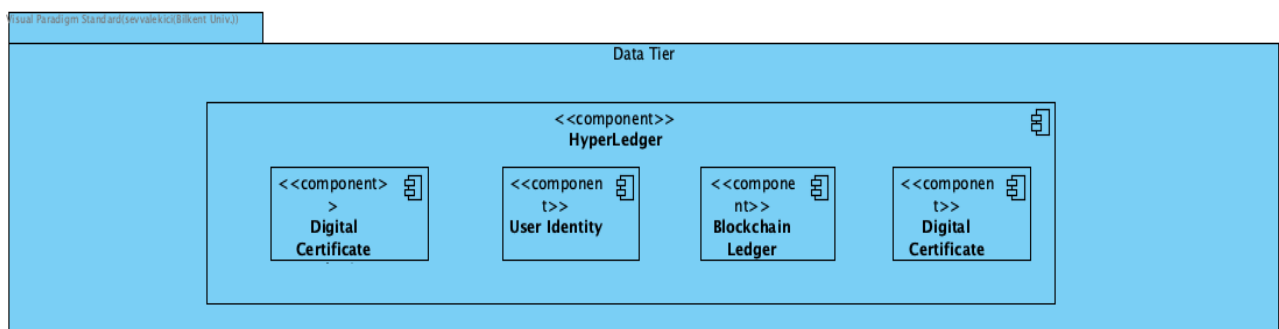 Visual Paradigm Standard(sevvalekici(Bilkent Univ.))
Data Tier
<<component>>
HyperLedger
<<component>
>
Digital
Certificate
<<componen
t>>
User Identity
<<compone
nt>>
Blockchain
Ledger
<<componen
t>>
Digital
Certificate